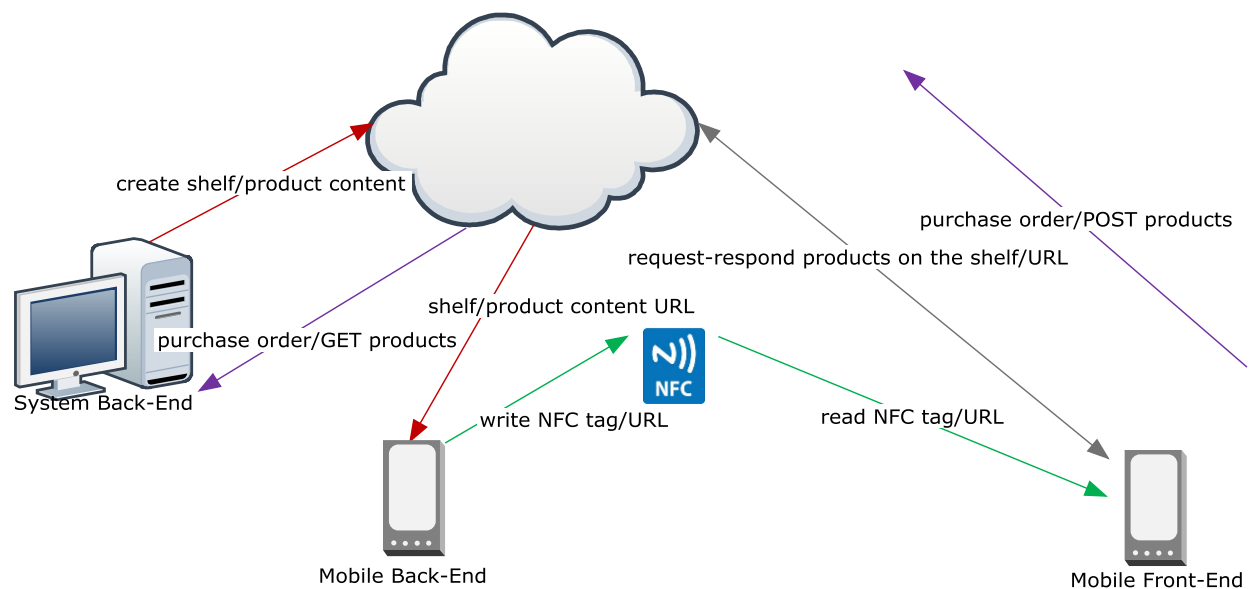 create shelf/product content
purchase order/POST products
request-respond products on the shelf/URL
shelf/product content URL
purchase order/GET products
NFC
System Back-End
write NFC tag/URL
read NFC tag/URL
Mobile Back-End
Mobile Front-End